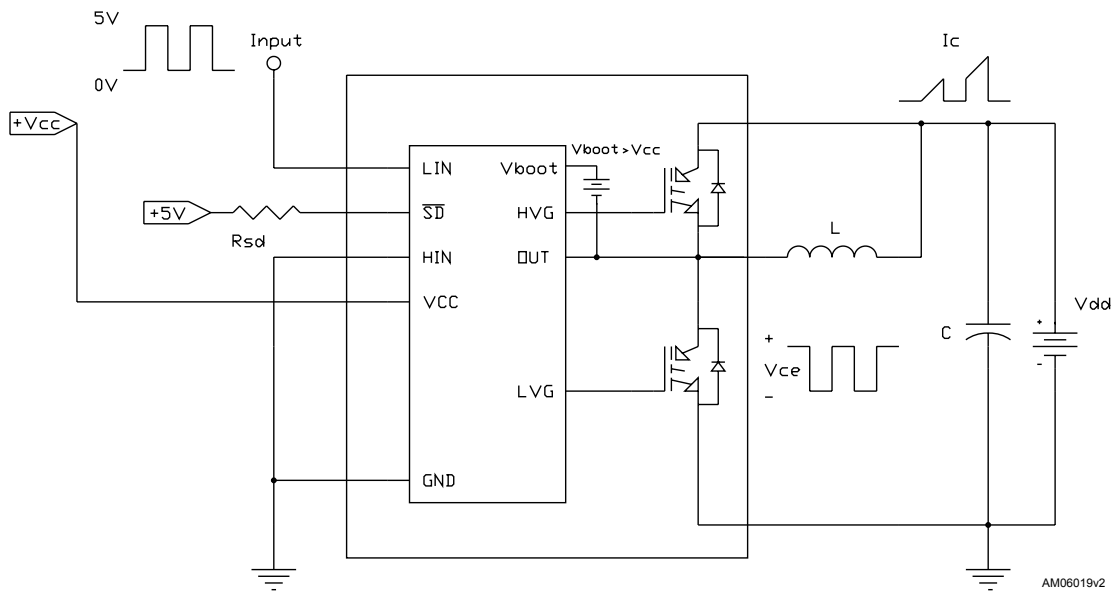 5V
Input
Ic
0V
+Vcc
Vboot>Vcc
LIN
Vboot
+5V
SD
HVG
Rsd
L
HIN
OUT
VCC
Vdd
+
C
+
Vce
-
-
LVG
GND
AM06019v2